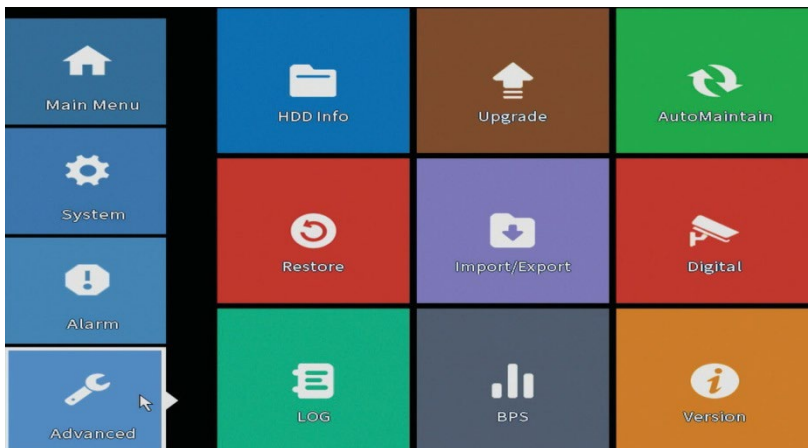 Main Menu
System
Alarm
Advanced
HDD Info
Upgrade
AutoMaintain
Restore
Import/Export
Digital
LOG
BPS
Version